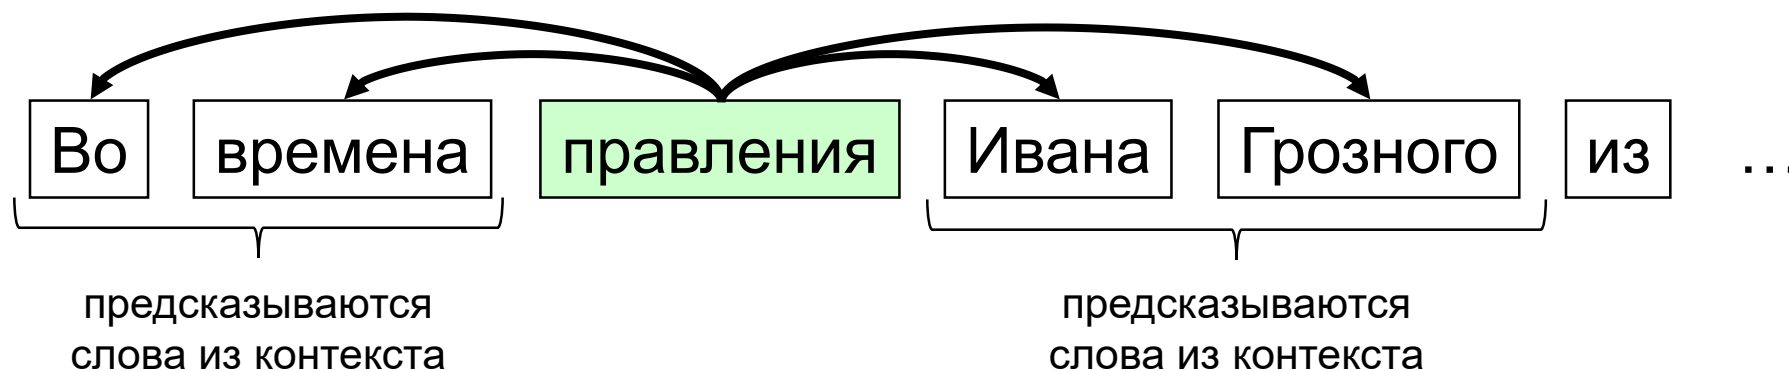 Во времена правления Ивана Грозного из ...
предсказываются
слова из контекста
предсказываются
слова из контекста